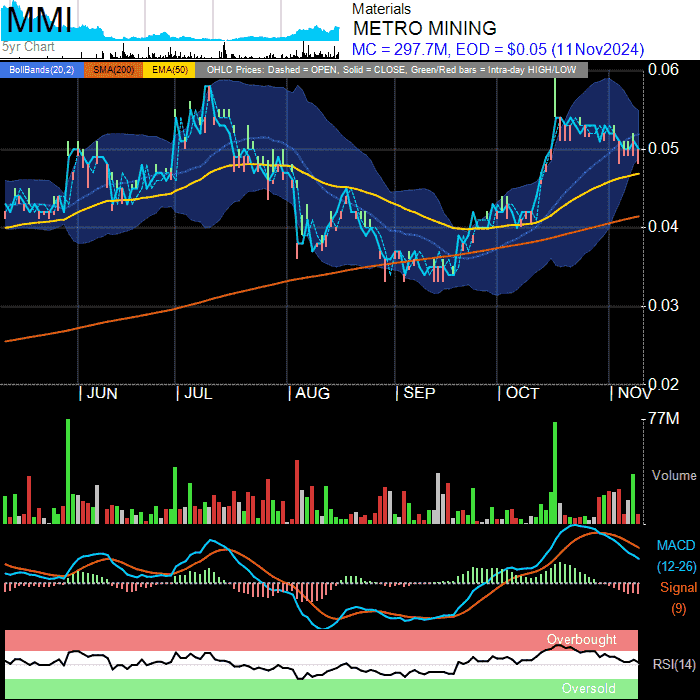 MMI
5yr Chart
Materials
METRO MINING
MC = 297.7M, EOD = $0.05 (11Nov2024)
BollBands(20,2) SMA(200) EMA(50) OHLC Prices: Dashed = OPEN, Solid = CLOSE, Green/Red bars = Intra-day HIGH/LOW
0.06
0.05
0.04
0.03
0.02
| JUN | JUL | AUG | SEP | OCT | NOV
77M
Volume
MACD
(12-26)
Signal
(9)
Overbought
RSI(14)
Oversold